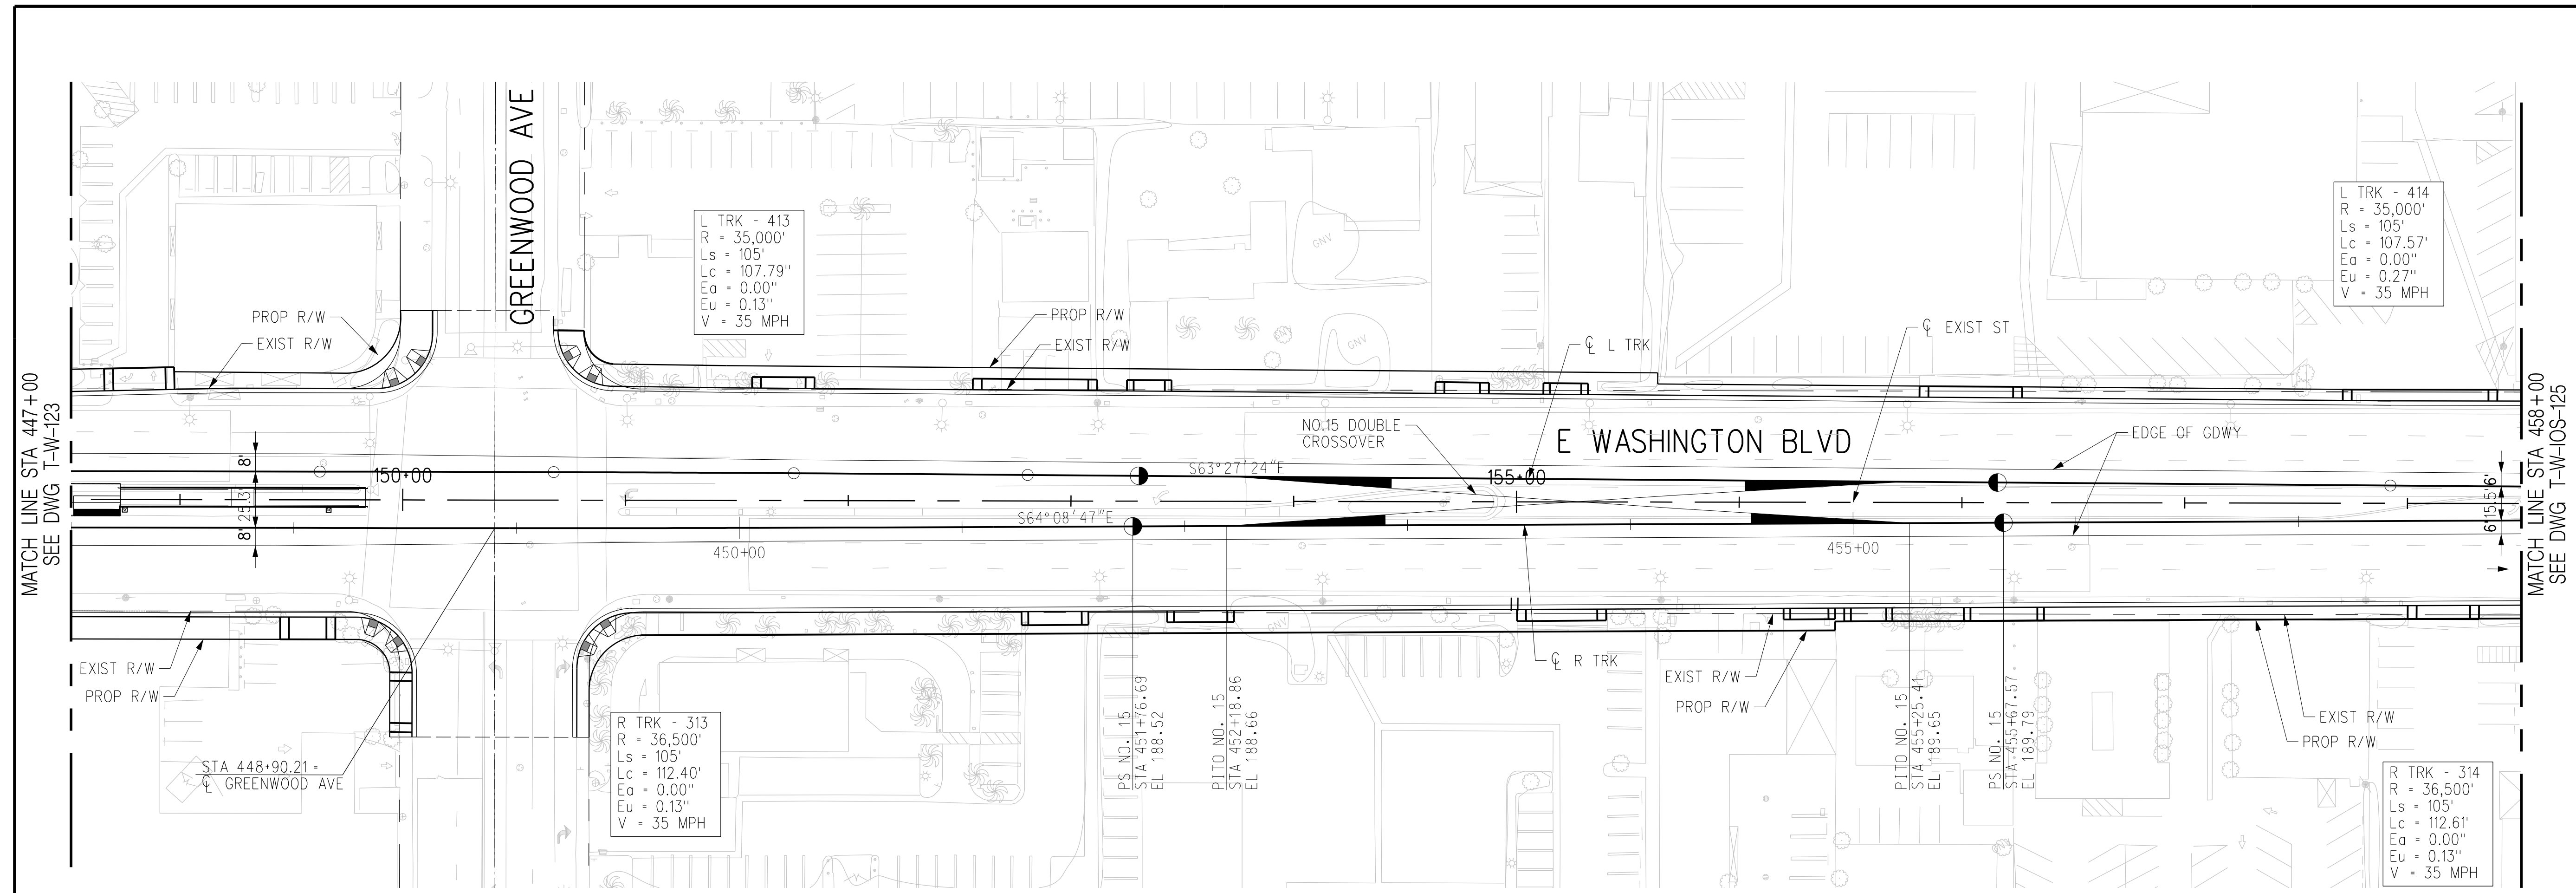 MATCH LINE STA 447+00
SEE DWG T-W-123
GREENWOOD AVE
L TRK - 413
R = 35,000'
Ls = 105'
Lc = 107.79"
Ea = 0.00"
Eu = 0.13"
V = 35 MPH
L TRK - 414
R = 35,000'
Ls = 105'
Lc = 107.57'
Ea = 0.00"
Eu = 0.27"
V = 35 MPH
GNV
GNV
GNV
PROP R/W
EXIST R/W
PROP R/W
EXIST R/W
℄ L TRK
℄ EXIST ST
NO.15 DOUBLE
CROSSOVER
E WASHINGTON BLVD
EDGE OF GDWY
8'
25.3'
8'
150+00
S63°27'24"E
155+00
S64°08'47"E
450+00
455+00
6'
15.5'
6'
MATCH LINE STA 458+00
SEE DWG T-W-IOS-125
GNV
EXIST R/W
PROP R/W
℄ R TRK
EXIST R/W
PROP R/W
EXIST R/W
PROP R/W
STA 448+90.21 =
℄ GREENWOOD AVE
R TRK - 313
R = 36,500'
Ls = 105'
Lc = 112.40'
Ea = 0.00"
Eu = 0.13"
V = 35 MPH
PS NO. 15
STA 451+76.69
EL 188.52
PITO NO. 15
STA 452+18.86
EL 188.66
PITO NO. 15
STA 455+25.41
EL 189.65
PS NO. 15
STA 455+67.57
EL 189.79
R TRK - 314
R = 36,500'
Ls = 105'
Lc = 112.61'
Ea = 0.00"
Eu = 0.13"
V = 35 MPH